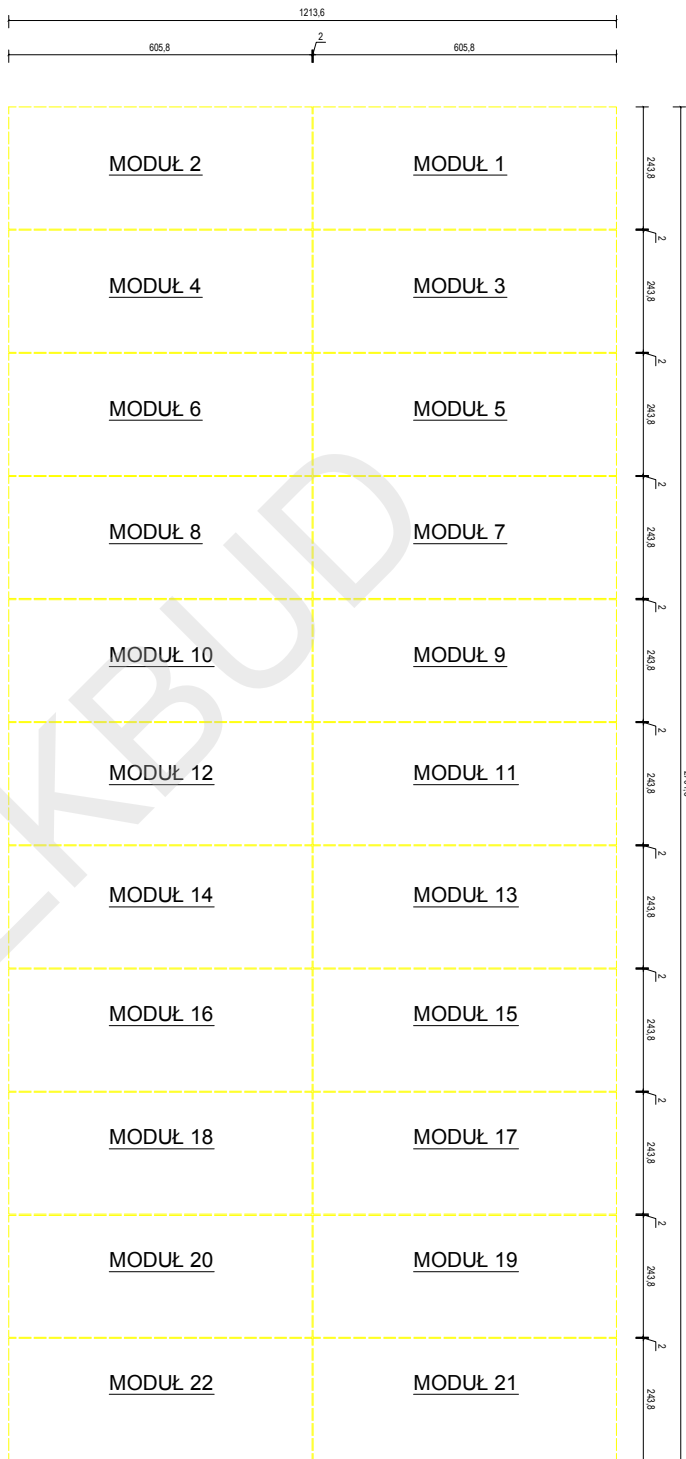 1213,6
2
605,8 605,8
MODUŁ 2 MODUŁ 1
243,8
2
MODUŁ 4 MODUŁ 3
243,8
2
MODUŁ 6 MODUŁ 5
243,8
2
MODUŁ 8 MODUŁ 7
243,8
2
MODUŁ 10 MODUŁ 9
243,8
2
MODUŁ 12 MODUŁ 11
243,8
2
MODUŁ 14 MODUŁ 13
243,8
2
MODUŁ 16 MODUŁ 15
243,8
2
MODUŁ 18 MODUŁ 17
243,8
2
MODUŁ 20 MODUŁ 19
243,8
2
MODUŁ 22 MODUŁ 21
243,8
KBUD